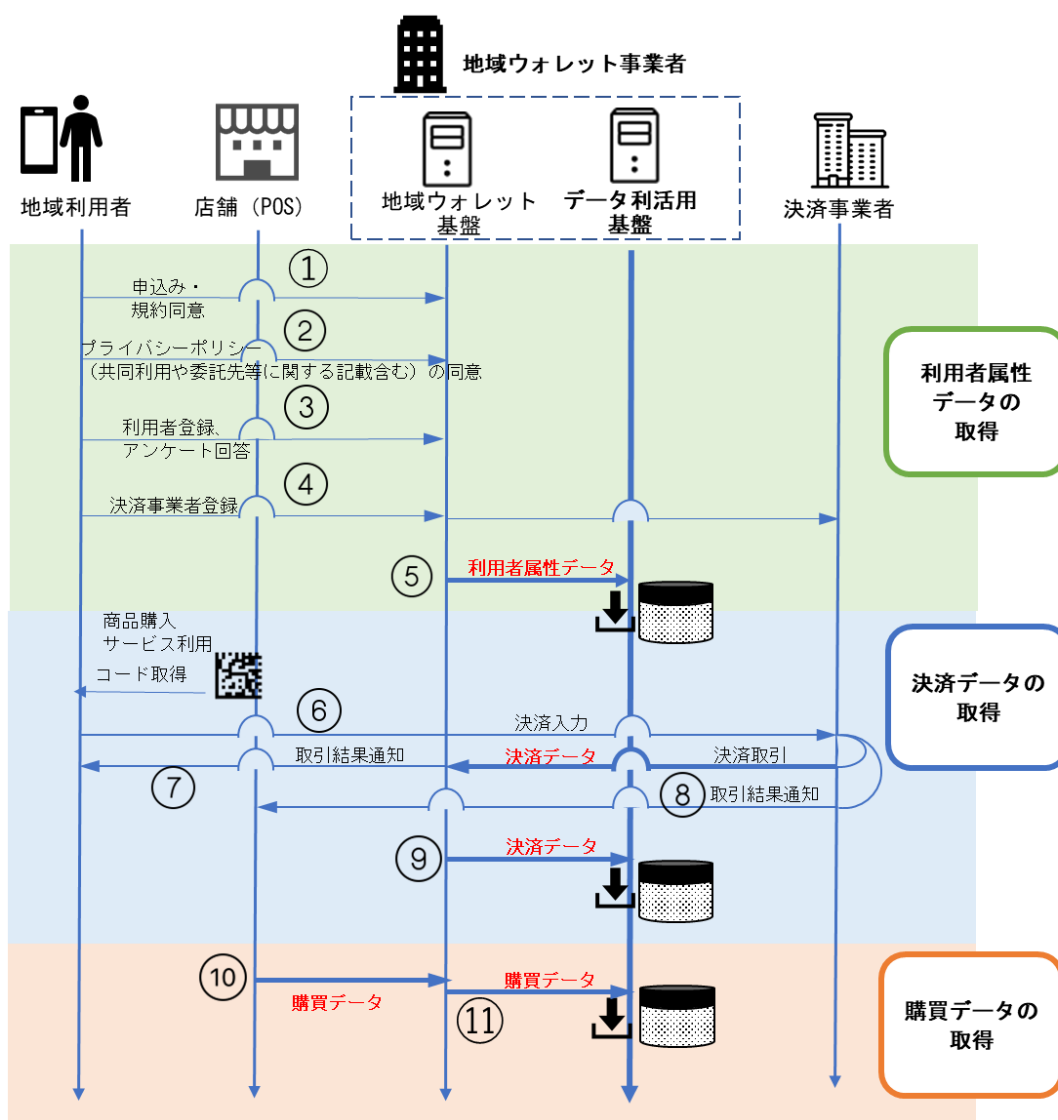 地域ウォレット事業者
地域利用者
店舗（POS）
地域ウォレット
基盤
データ利活用
基盤
決済事業者
①
申込み・
規約同意
②
プライバシーポリシー
（共同利用や委託先等に関する記載含む）の同意
③
利用者登録、
アンケート回答
④
決済事業者登録
⑤
利用者属性データ
利用者属性
データの
取得
商品購入
サービス利用
コード取得
⑥
決済入力
取引結果通知
決済データ
決済取引
⑦
⑧
取引結果通知
⑨
決済データ
決済データの
取得
⑩
購買データ
購買データ
⑪
購買データの
取得